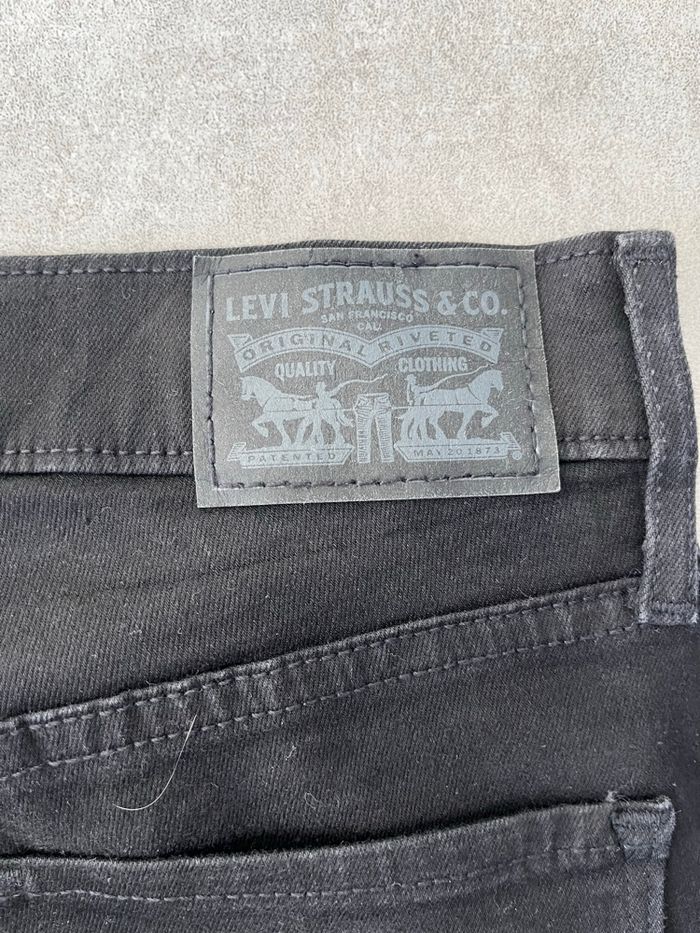 LEVI STRAUSS & CO.
SAN FRANCISCO
CAL.
ORIGINAL RIVETED
QUALITY CLOTHING
PATENTED MAY 20 1873